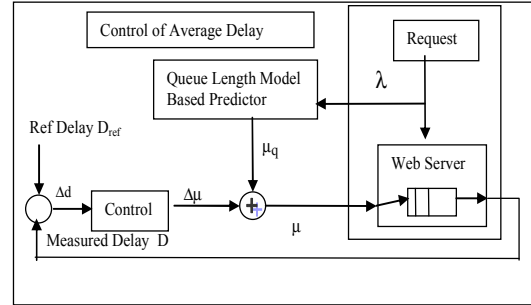 Control of Average Delay
Request
Queue Length Model
Based Predictor
λ
Ref Delay Dref
μq
Web Server
Δd
Control
Δμ
+
μ
Measured Delay D